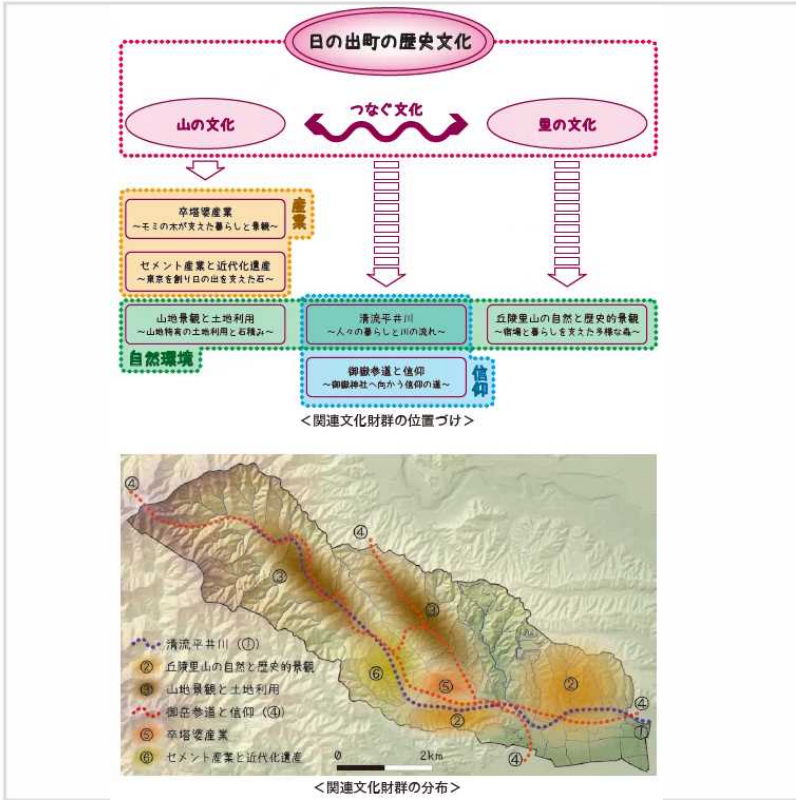 日の出町の歴史文化
山の文化
つなぐ文化
里の文化
産業
卒塔婆産業
～モミの木が支えた暮らしと景観～
セメント産業と近代化遺産
～東京を創り日の出を支えた石～
山地景観と土地利用
～山地特有の土地利用と石積み～
清流平井川
～人々の暮らしと川の流れ～
丘陵里山の自然と歴史的景観
～宿場と暮らしを支えた多様な森～
自然環境
御嶽参道と信仰
～御嶽神社へ向かう信仰の道～
信仰
＜関連文化財群の位置づけ＞
④
④
③
③
⑥
⑤
②
②
④
①
④
清流平井川（①）
②丘陵里山の自然と歴史的景観
③山地景観と土地利用
御岳参道と信仰（④）
⑤卒塔婆産業
⑥セメント産業と近代化遺産
0 2km
＜関連文化財群の分布＞